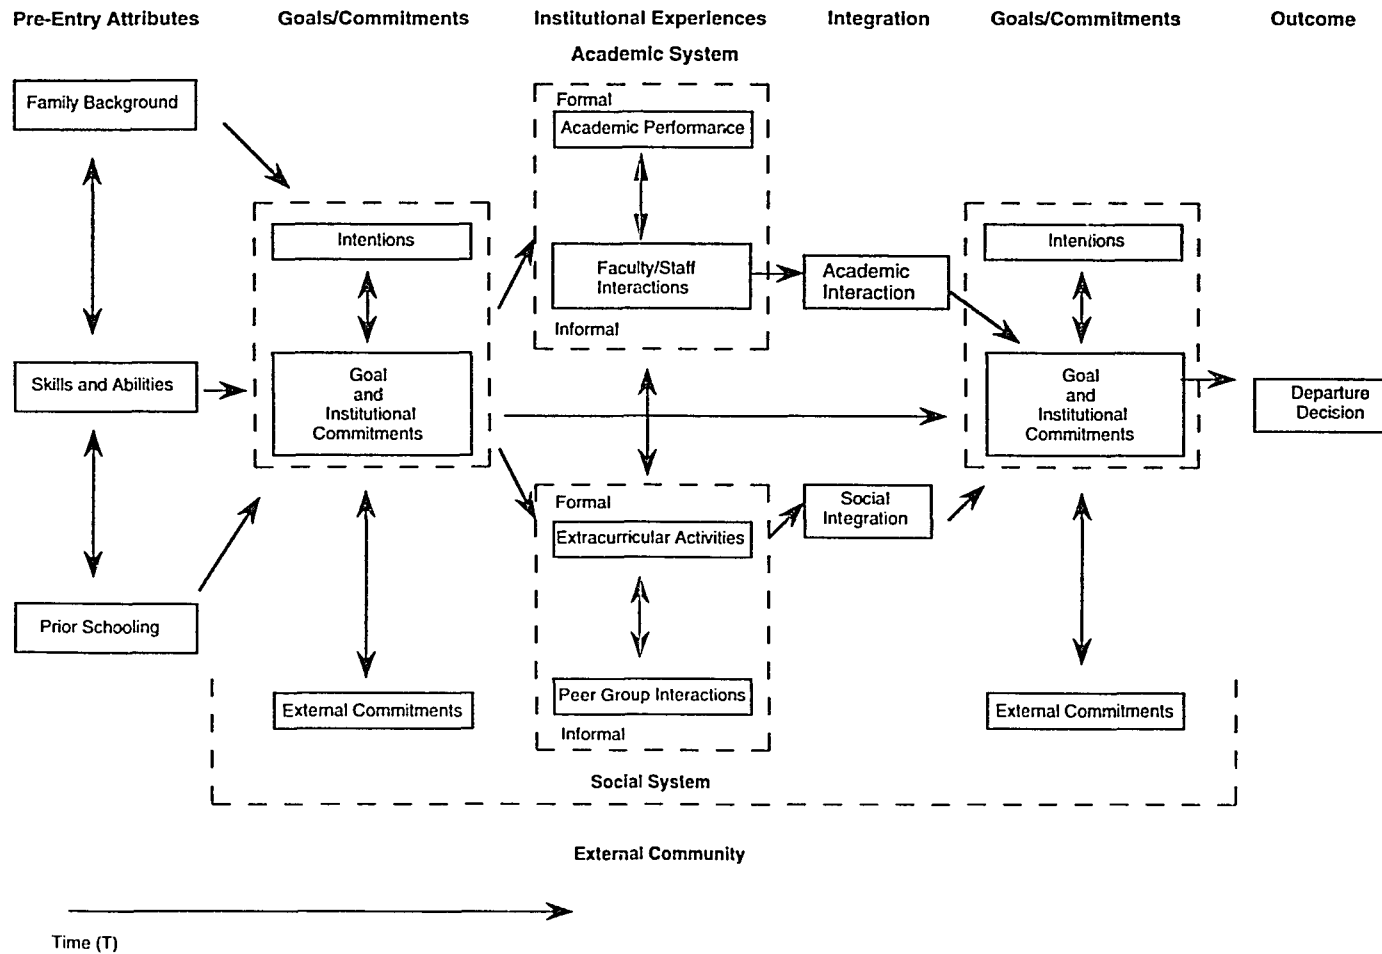 Pre-Entry Attributes
Goals/Commitments
Institutional Experiences
Integration
Goals/Commitments
Outcome
Academic System
Family Background
Formal
Academic Performance
Intentions
Faculty/Staff
Interactions
Informal
Academic
Interaction
Intentions
Skills and Abilities
Goal
and
Institutional
Commitments
Goal
and
Institutional
Commitments
Departure
Decision
Formal
Extracurricular Activities
Social
Integration
Prior Schooling
External Commitments
Peer Group Interactions
Informal
External Commitments
Social System
External Community
Time (T)